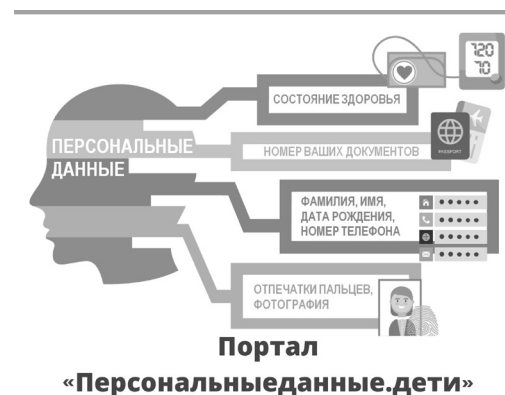 720
70
СОСТОЯНИЕ ЗДОРОВЬЯ
ПЕРСОНАЛЬНЫЕ
ДАННЫЕ
НОМЕР ВАШИХ ДОКУМЕНТОВ
PASSPORT
ФАМИЛИЯ, ИМЯ,
ДАТА РОЖДЕНИЯ,
НОМЕР ТЕЛЕФОНА
ОТПЕЧАТКИ ПАЛЬЦЕВ,
ФОТОГРАФИЯ
Портал
«Персональныеданные.дети»